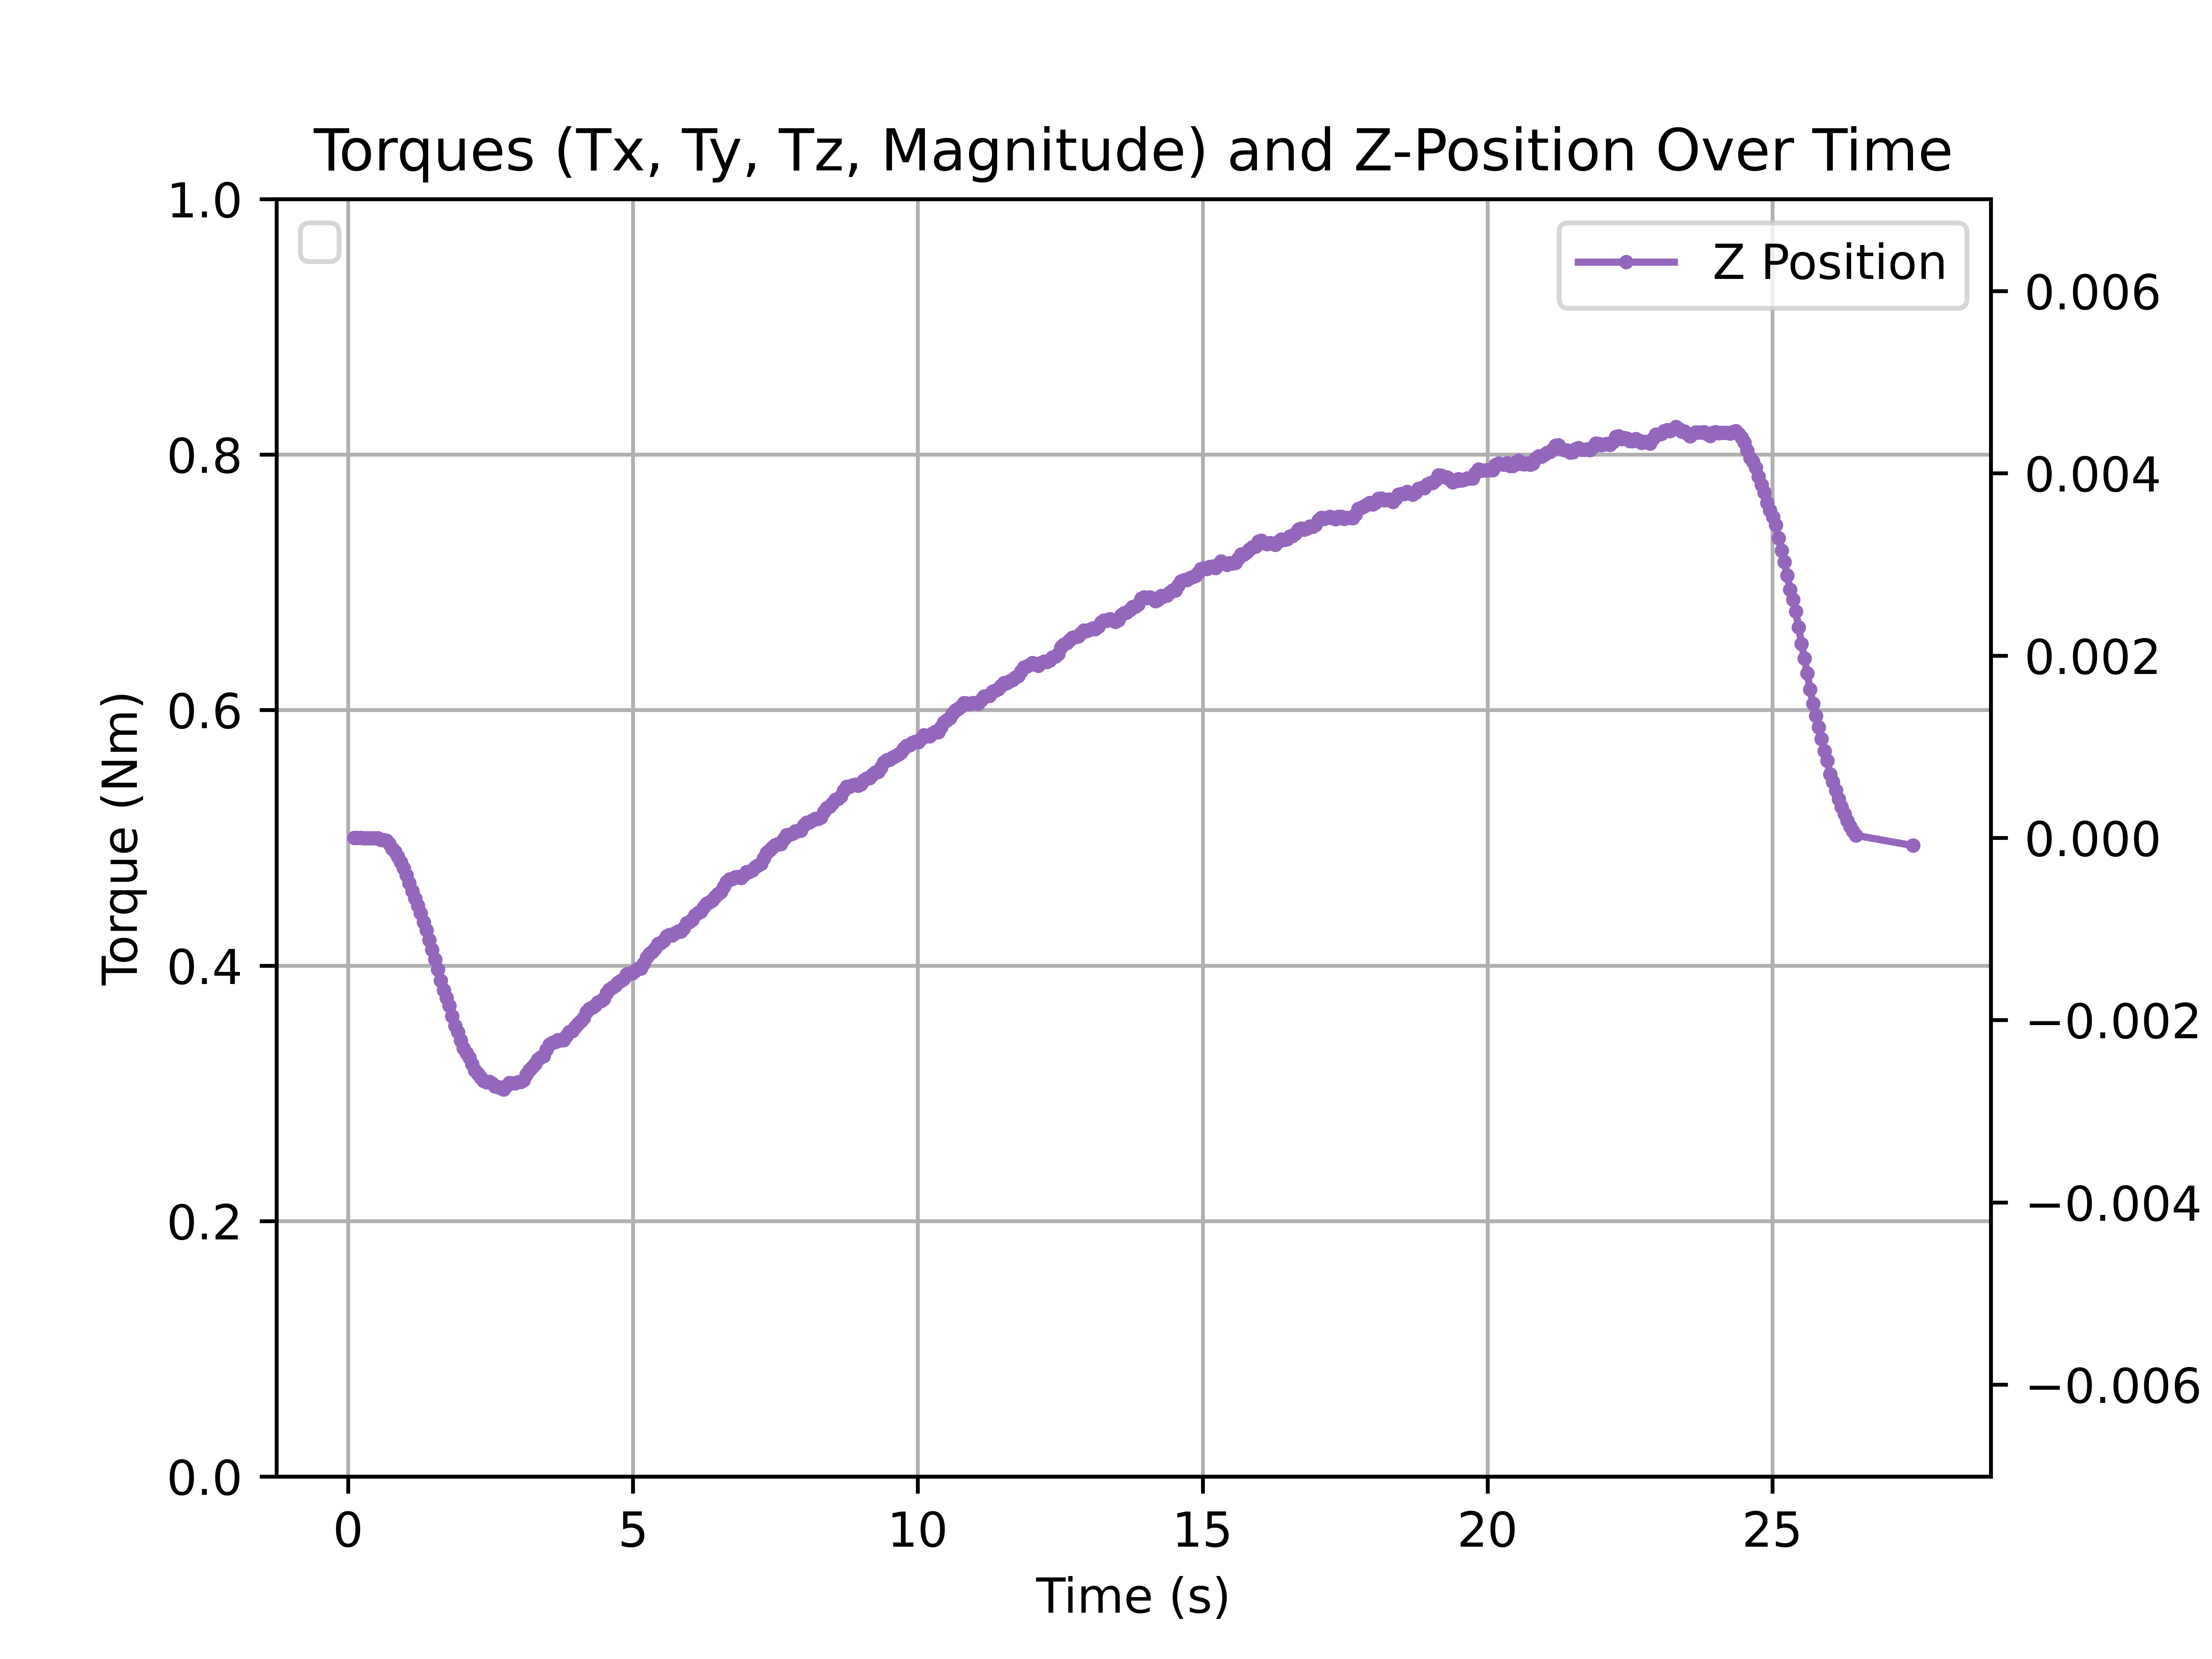 Torques (Tx, Ty, Tz, Magnitude) and Z-Position Over Time
Z Position
Torque (Nm)
1.0
0.8
0.6
0.4
0.2
0.0
0.006
0.004
0.002
0.000
−0.002
−0.004
−0.006
0 5 10 15 20 25
Time (s)